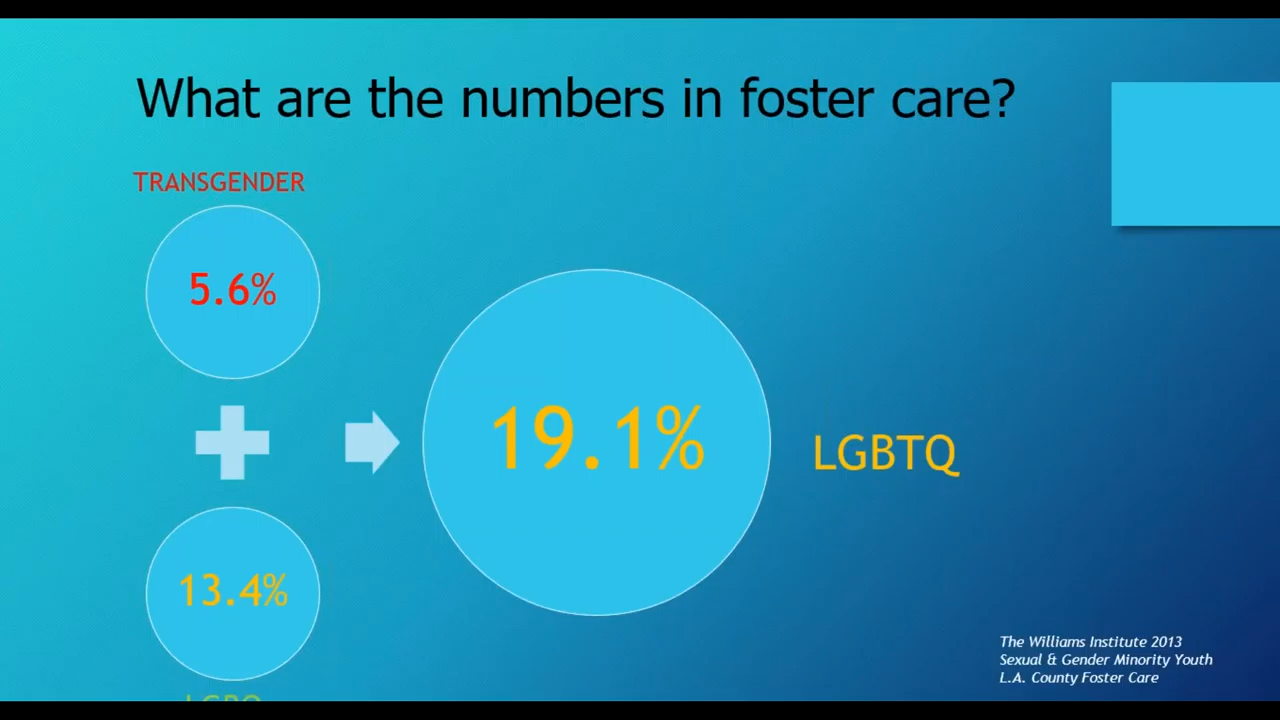 What are the numbers in foster care?
TRANSGENDER
5.6%
19.1%
LGBTQ
13.4%
The Williams Institute 2013
Sexual & Gender Minority Youth
L.A. County Foster Care